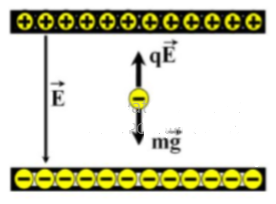 + + + + + + + + + + + +
qE⃗
−
E⃗
mg⃗
− − − − − − − − − − − −